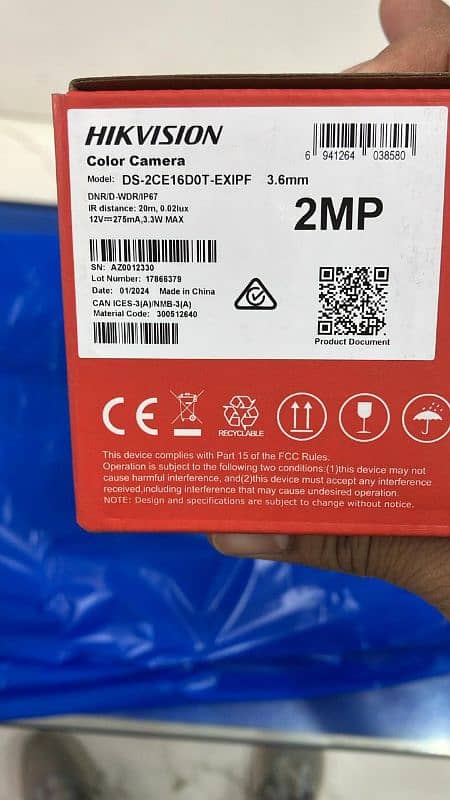 HIKVISION
Color Camera
Model: DS-2CE16D0T-EXIPF 3.6mm
DNR/D-WDR/IP67
IR distance: 20m, 0.02lux
12V⎓275mA,3.3W MAX
6 941264 038580
2MP
SN: AZ0012330
Lot Number: 17866379
Date: 01/2024 Made in China
CAN ICES-3(A)/NMB-3(A)
Material Code: 300512640
Product Document
CE
RECYCLABLE
This device complies with Part 15 of the FCC Rules.
Operation is subject to the following two conditions:(1)this device may not
cause harmful interference, and(2)this device must accept any interference
received,including interference that may cause undesired operation.
NOTE: Design and specifications are subject to change without notice.